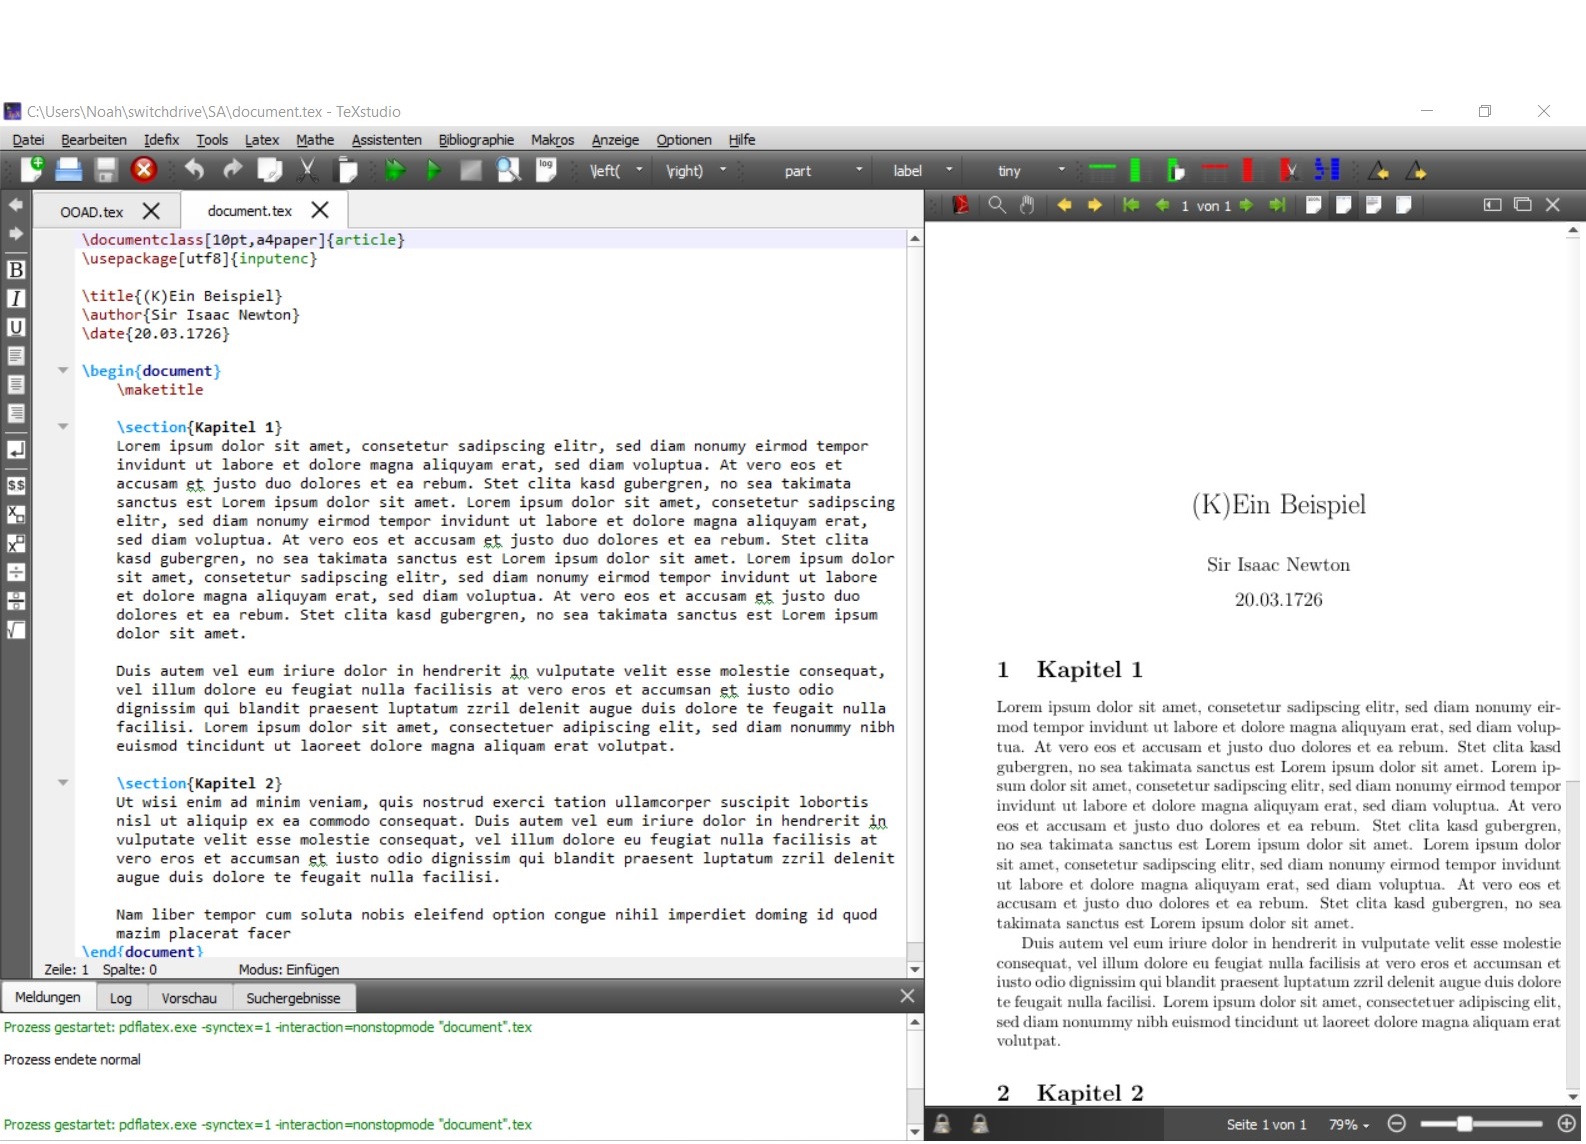 C:\Users\Noah\switchdrive\SA\document.tex - TeXstudio
Datei Bearbeiten Idefix Tools Latex Mathe Assistenten Bibliographie Makros Anzeige Optionen Hilfe
log \left( \right) part label tiny
OOAD.tex document.tex
1 von 1
\documentclass[10pt,a4paper]{article}
\usepackage[utf8]{inputenc}
\title{(K)Ein Beispiel}
\author{Sir Isaac Newton}
\date{20.03.1726}
\begin{document}
\maketitle
\section{Kapitel 1}
Lorem ipsum dolor sit amet, consetetur sadipscing elitr, sed diam nonumy eirmod tempor
invidunt ut labore et dolore magna aliquyam erat, sed diam voluptua. At vero eos et
accusam et justo duo dolores et ea rebum. Stet clita kasd gubergren, no sea takimata
sanctus est Lorem ipsum dolor sit amet. Lorem ipsum dolor sit amet, consetetur sadipscing
elitr, sed diam nonumy eirmod tempor invidunt ut labore et dolore magna aliquyam erat,
sed diam voluptua. At vero eos et accusam et justo duo dolores et ea rebum. Stet clita
kasd gubergren, no sea takimata sanctus est Lorem ipsum dolor sit amet. Lorem ipsum dolor
sit amet, consetetur sadipscing elitr, sed diam nonumy eirmod tempor invidunt ut labore
et dolore magna aliquyam erat, sed diam voluptua. At vero eos et accusam et justo duo
dolores et ea rebum. Stet clita kasd gubergren, no sea takimata sanctus est Lorem ipsum
dolor sit amet.
Duis autem vel eum iriure dolor in hendrerit in vulputate velit esse molestie consequat,
vel illum dolore eu feugiat nulla facilisis at vero eros et accumsan et iusto odio
dignissim qui blandit praesent luptatum zzril delenit augue duis dolore te feugait nulla
facilisi. Lorem ipsum dolor sit amet, consectetuer adipiscing elit, sed diam nonummy nibh
euismod tincidunt ut laoreet dolore magna aliquam erat volutpat.
\section{Kapitel 2}
Ut wisi enim ad minim veniam, quis nostrud exerci tation ullamcorper suscipit lobortis
nisl ut aliquip ex ea commodo consequat. Duis autem vel eum iriure dolor in hendrerit in
vulputate velit esse molestie consequat, vel illum dolore eu feugiat nulla facilisis at
vero eros et accumsan et iusto odio dignissim qui blandit praesent luptatum zzril delenit
augue duis dolore te feugait nulla facilisi.
Nam liber tempor cum soluta nobis eleifend option congue nihil imperdiet doming id quod
mazim placerat facer
\end{document}
Zeile: 1 Spalte: 0 Modus: Einfügen
Meldungen Log Vorschau Suchergebnisse
Prozess gestartet: pdflatex.exe -synctex=1 -interaction=nonstopmode "document".tex
Prozess endete normal
Prozess gestartet: pdflatex.exe -synctex=1 -interaction=nonstopmode "document".tex
(K)Ein Beispiel
Sir Isaac Newton
20.03.1726
1 Kapitel 1
Lorem ipsum dolor sit amet, consetetur sadipscing elitr, sed diam nonumy eir-
mod tempor invidunt ut labore et dolore magna aliquyam erat, sed diam volup-
tua. At vero eos et accusam et justo duo dolores et ea rebum. Stet clita kasd
gubergren, no sea takimata sanctus est Lorem ipsum dolor sit amet. Lorem ip-
sum dolor sit amet, consetetur sadipscing elitr, sed diam nonumy eirmod tempor
invidunt ut labore et dolore magna aliquyam erat, sed diam voluptua. At vero
eos et accusam et justo duo dolores et ea rebum. Stet clita kasd gubergren,
no sea takimata sanctus est Lorem ipsum dolor sit amet. Lorem ipsum dolor
sit amet, consetetur sadipscing elitr, sed diam nonumy eirmod tempor invidunt
ut labore et dolore magna aliquyam erat, sed diam voluptua. At vero eos et
accusam et justo duo dolores et ea rebum. Stet clita kasd gubergren, no sea
takimata sanctus est Lorem ipsum dolor sit amet.
Duis autem vel eum iriure dolor in hendrerit in vulputate velit esse molestie
consequat, vel illum dolore eu feugiat nulla facilisis at vero eros et accumsan et
iusto odio dignissim qui blandit praesent luptatum zzril delenit augue duis dolore
te feugait nulla facilisi. Lorem ipsum dolor sit amet, consectetuer adipiscing elit,
sed diam nonummy nibh euismod tincidunt ut laoreet dolore magna aliquam erat
volutpat.
2 Kapitel 2
Seite 1 von 1 79%